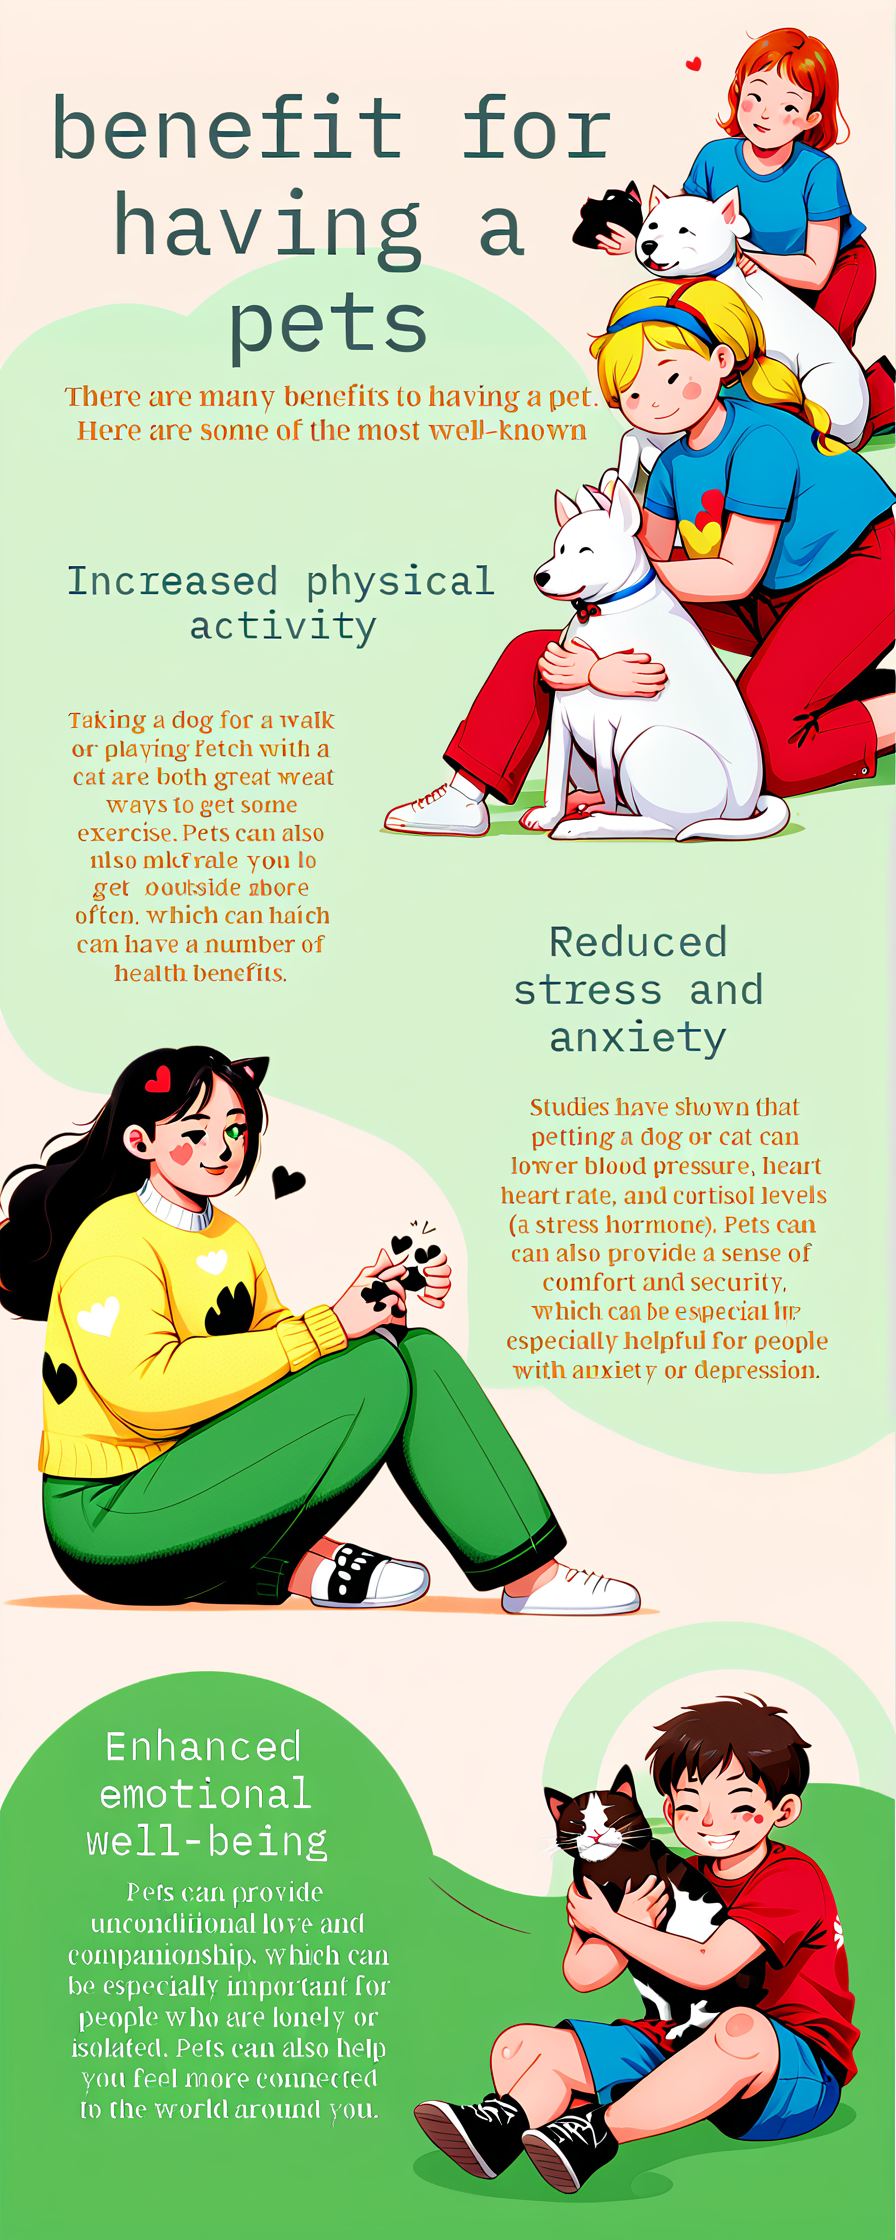 benefit for
having a
pets
There are many benefits to having a pet.
Here are some of the most well-known
Increased physical
activity
Taking a dog for a walk
or playing fetch with a
cat are both great weat
ways to get some
exercise. Pets can also
nlso you to
get ooutside
often. which can haich
can have a number of
health benefits.
Reduced
stress and
anxiety
Studies have shown that
petting a dog or cat can
lower blood pressure, heart
heart rate, and cortisol levels
(a stress hormone). Pets can
can also provide a sense of
comfort and security,
which can be
especially helpful for people
with anxiety or depression.
Enhanced
emotional
well-being
Pets can provide
unconditional love and
companionship. which can
be especially important for
people who are lonely or
isolated. Pets can also help
you feel more connected
to the world around you.